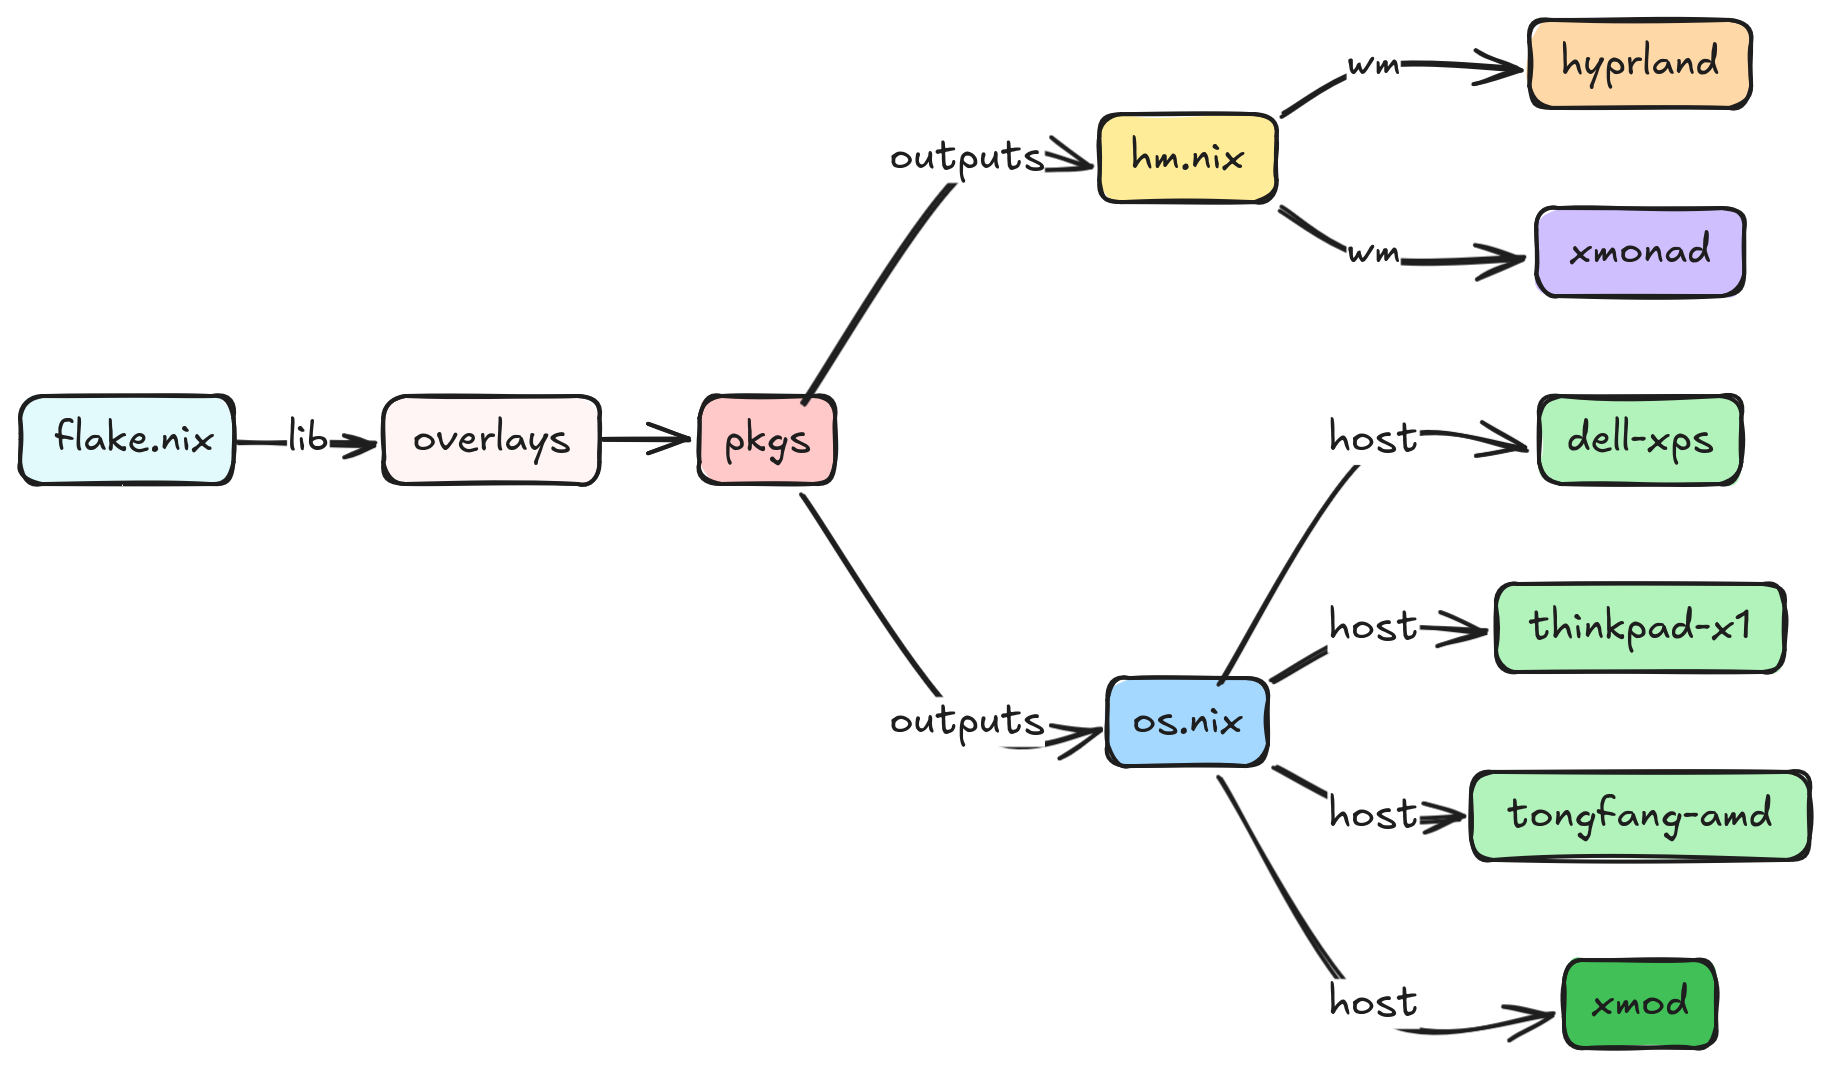 flake.nix
lib
overlays
pkgs
outputs
hm.nix
wm
hyprland
wm
xmonad
outputs
os.nix
host
dell-xps
host
thinkpad-x1
host
tongfang-amd
host
xmod